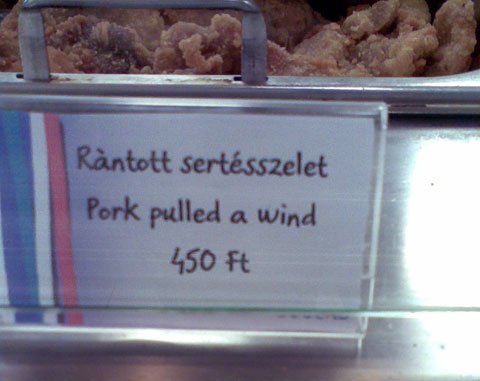 Ràntott sertésszelet
Pork pulled a wind
450 Ft